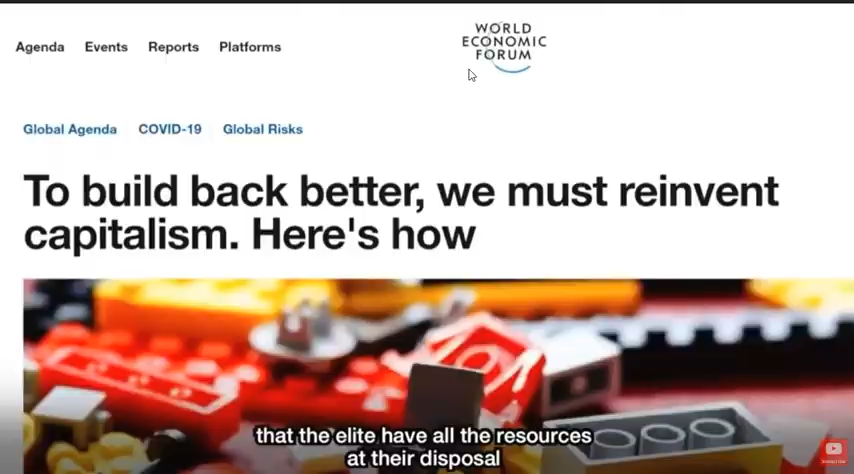 WORLD
ECONOMIC
FORUM
Agenda Events Reports Platforms
Global Agenda COVID-19 Global Risks
To build back better, we must reinvent
capitalism. Here's how
that the elite have all the resources
at their disposal